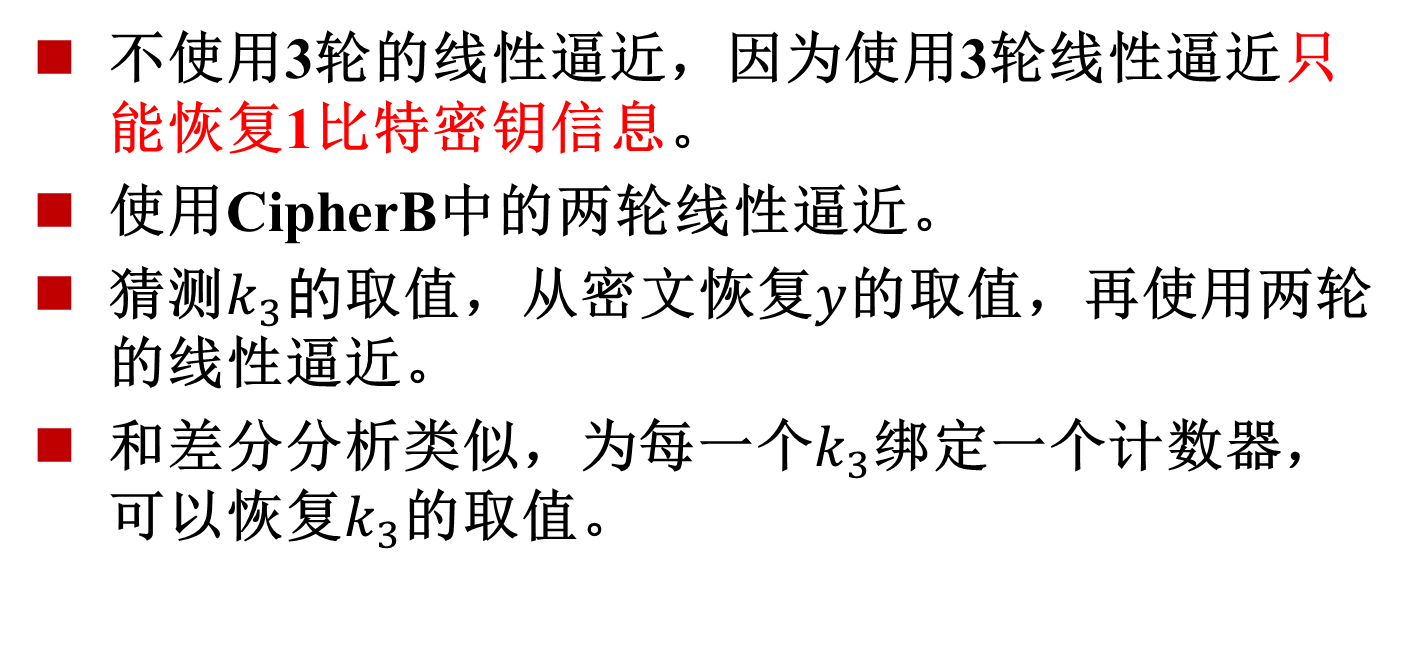 不使用3轮的线性逼近，因为使用3轮线性逼近只
能恢复1比特密钥信息。
使用CipherB中的两轮线性逼近。
猜测k₃的取值，从密文恢复y的取值，再使用两轮
的线性逼近。
和差分分析类似，为每一个k₃绑定一个计数器，
可以恢复k₃的取值。